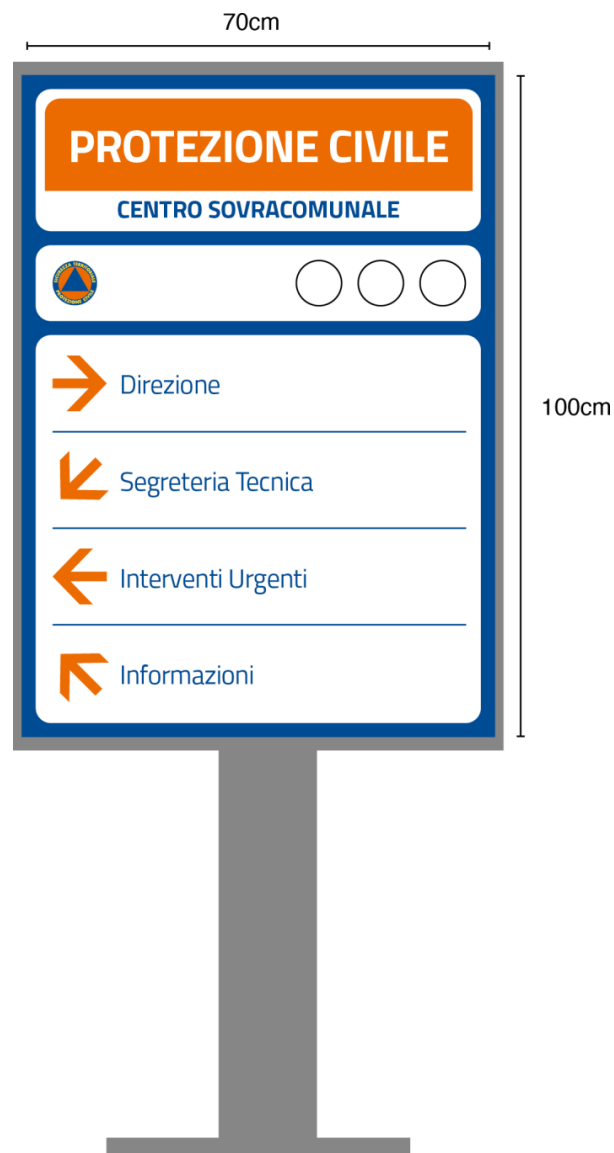 70cm
PROTEZIONE CIVILE
CENTRO SOVRACOMUNALE
100cm
Direzione
Segreteria Tecnica
Interventi Urgenti
Informazioni